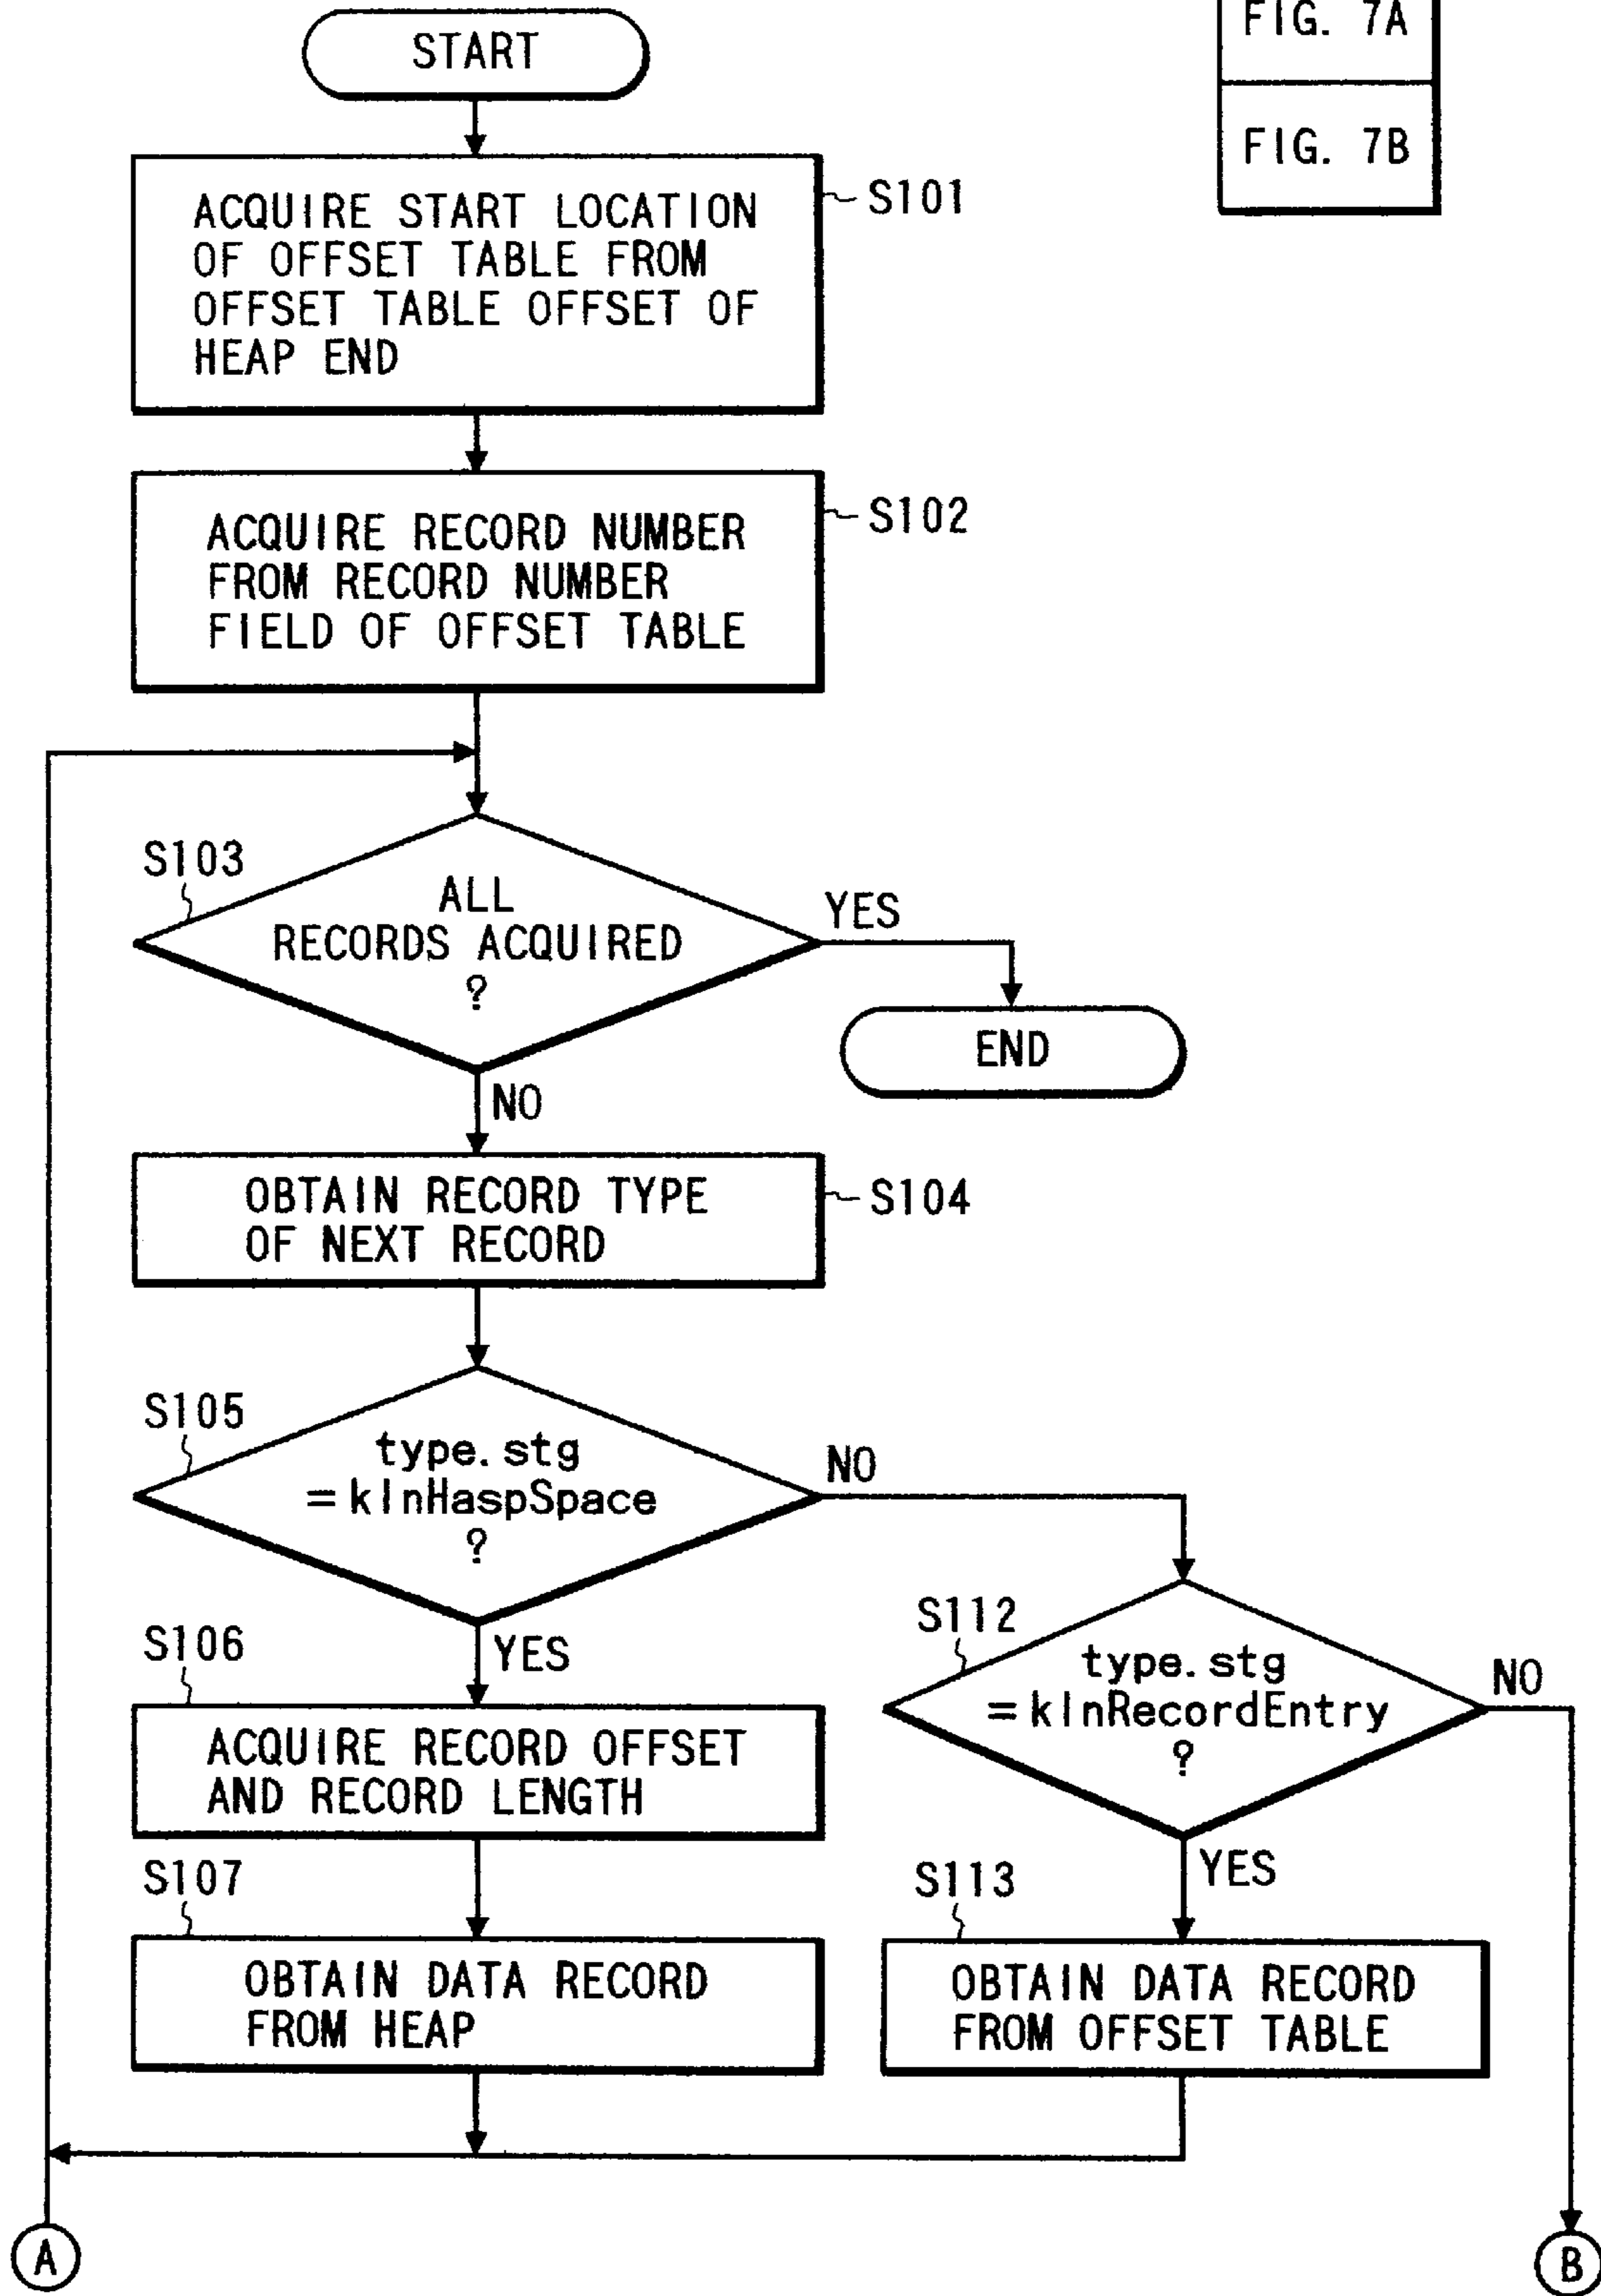 FIG. 7A
START
FIG. 7B
ACQUIRE START LOCATION
OF OFFSET TABLE FROM
OFFSET TABLE OFFSET OF
HEAP END
S101
ACQUIRE RECORD NUMBER
FROM RECORD NUMBER
FIELD OF OFFSET TABLE
S102
S103
ALL
RECORDS ACQUIRED
?
YES
END
NO
OBTAIN RECORD TYPE
OF NEXT RECORD
S104
S105
type.stg
=kInHaspSpace
?
NO
YES
S112
type.stg
=kInRecordEntry
?
NO
S106
ACQUIRE RECORD OFFSET
AND RECORD LENGTH
YES
S107
OBTAIN DATA RECORD
FROM HEAP
S113
OBTAIN DATA RECORD
FROM OFFSET TABLE
A
B